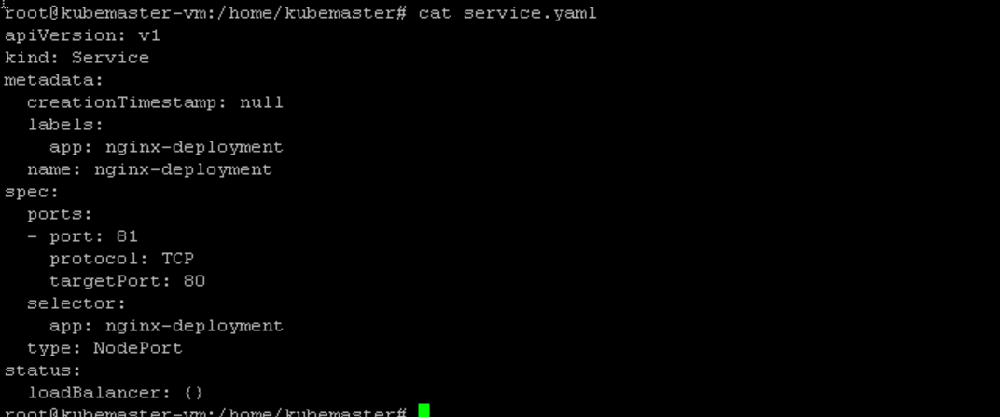 root@kubemaster-vm:/home/kubemaster# cat service.yaml
apiVersion: v1
kind: Service
metadata:
  creationTimestamp: null
  labels:
    app: nginx-deployment
  name: nginx-deployment
spec:
  ports:
  - port: 81
    protocol: TCP
    targetPort: 80
  selector:
    app: nginx-deployment
  type: NodePort
status:
  loadBalancer: {}
root@kubemaster-vm:/home/kubemaster#